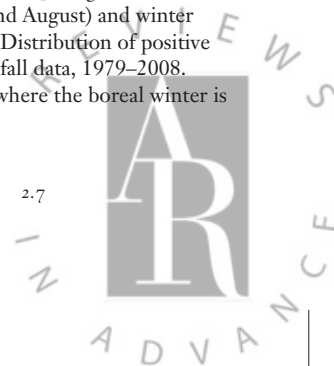 nd August) and winter
Distribution of positive
fall data, 1979–2008.
where the boreal winter is
2.7
REVIEWS
AR
IN ADVANCE